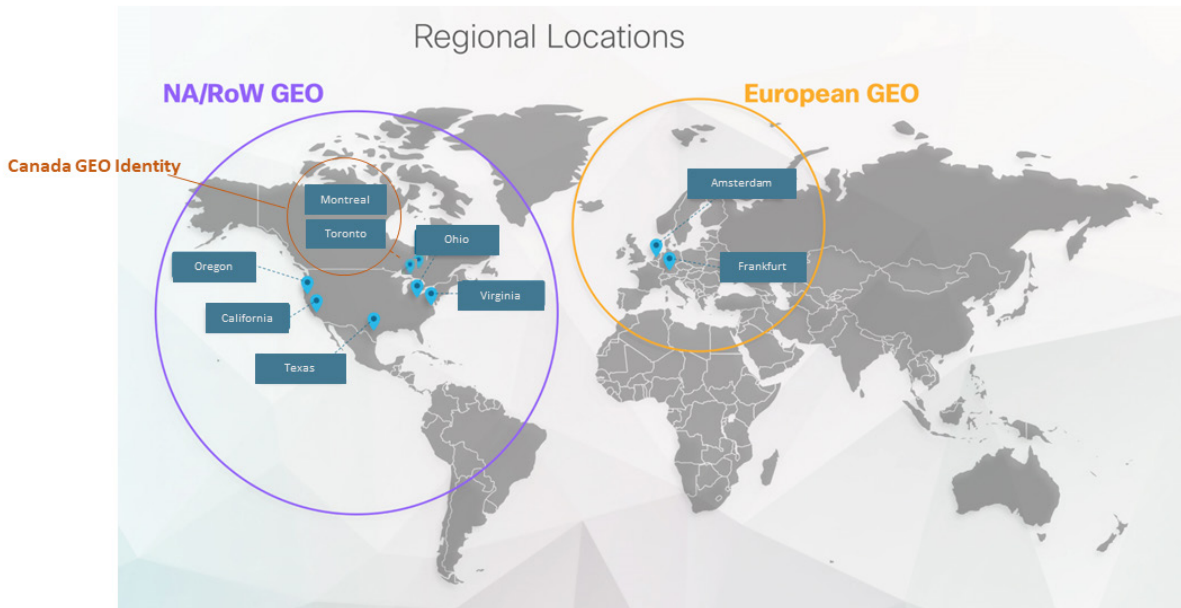 Regional Locations
NA/RoW GEO
European GEO
Canada GEO Identity
Amsterdam
Montreal
Toronto
Ohio
Oregon
Frankfurt
Virginia
California
Texas